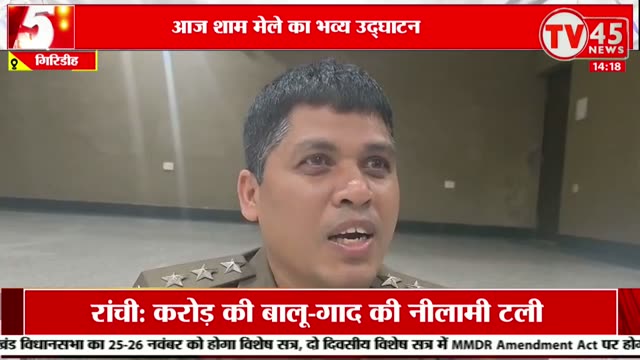 5
आज शाम मेले का भव्य उद्घाटन
TV45
NEWS
गिरिडीह
14:18
रांची: करोड़ की बालू-गाद की नीलामी टली
खंड विधानसभा का 25-26 नवंबर को होगा विशेष सत्र, दो दिवसीय विशेष सत्र में MMDR Amendment Act पर